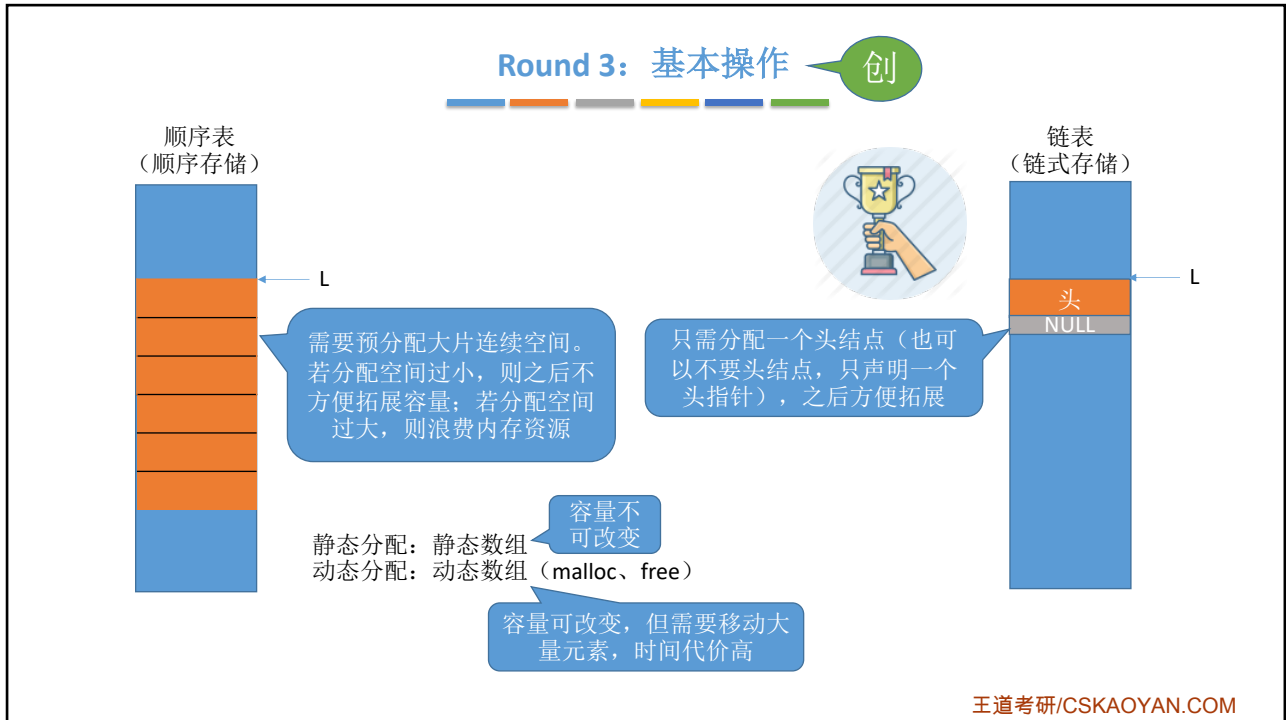 Round 3：基本操作
创
顺序表
（顺序存储）
L
需要预分配大片连续空间。
若分配空间过小，则之后不
方便拓展容量；若分配空间
过大，则浪费内存资源
链表
（链式存储）
L
头
NULL
只需分配一个头结点（也可
以不要头结点，只声明一个
头指针），之后方便拓展
容量不
可改变
静态分配：静态数组
动态分配：动态数组（malloc、free）
容量可改变，但需要移动大
量元素，时间代价高
王道考研/CSKAOYAN.COM